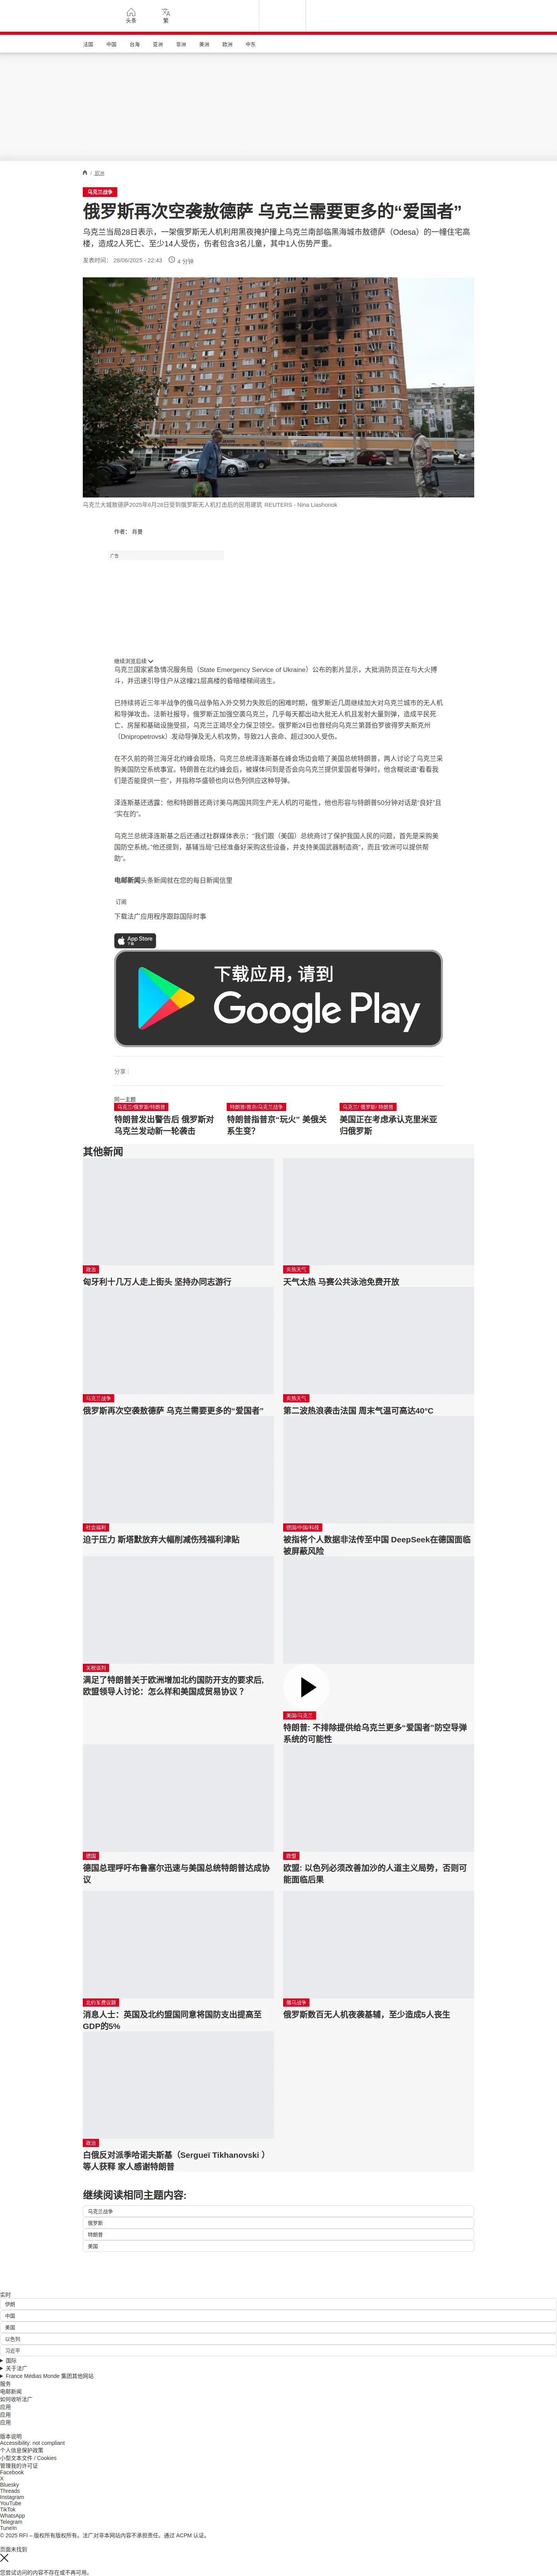 头条
繁
法国
中国
台海
亚洲
非洲
美洲
欧洲
中东
/ 欧洲
乌克兰战争
俄罗斯再次空袭敖德萨 乌克兰需要更多的“爱国者”
乌克兰当局28日表示，一架俄罗斯无人机利用黑夜掩护撞上乌克兰南部临黑海城市敖德萨（Odesa）的一幢住宅高
楼，造成2人死亡、至少14人受伤，伤者包含3名儿童，其中1人伤势严重。
发表时间： 28/06/2025 - 22:43 4 分钟
乌克兰大城敖德萨2025年6月28日受到俄罗斯无人机打击后的民用建筑 REUTERS - Nina Liashonok
作者： 肖曼
广告
继续浏览后续
乌克兰国家紧急情况服务局（State Emergency Service of Ukraine）公布的影片显示，大批消防员正在与大火搏
斗，并迅速引导住户从这幢21层高楼的昏暗楼梯间逃生。
已持续将近三年半战争的俄乌战争陷入外交努力失败后的困难时期，俄罗斯近几周继续加大对乌克兰城市的无人机
和导弹攻击。法新社报导，俄罗斯正加强空袭乌克兰，几乎每天都出动大批无人机且发射大量到弹，造成平民死
亡、房屋和基础设施受损，乌克兰正竭尽全力保卫领空。俄罗斯24日也曾经向乌克兰第聂伯罗彼得罗夫斯克州
（Dnipropetrovsk）发动导弹及无人机攻势，导致21人丧命、超过300人受伤。
在不久前的荷兰海牙北约峰会现场，乌克兰总统泽连斯基在峰会场边会晤了美国总统特朗普，两人讨论了乌克兰采
购美国防空系统事宜。特朗普在北约峰会后，被媒体问到是否会向乌克兰提供爱国者导弹时，他含糊说道“看看我
们是否能提供一些”，并指称华盛顿也向以色列供应这种导弹。
泽连斯基还透露：他和特朗普还商讨美乌两国共同生产无人机的可能性，他也形容与特朗普50分钟对话是“良好”且
“实在的”。
乌克兰总统泽连斯基之后还通过社群媒体表示：“我们跟（美国）总统商讨了保护我国人民的问题，首先是采购美
国防空系统。”他还提到，基辅当局“已经准备好采购这些设备，并支持美国武器制造商”，而且“欧洲可以提供帮
助”。
电邮新闻头条新闻就在您的每日新闻信里
订阅
下载法广应用程序跟踪国际时事
App Store
下载
下载应用，请到
Google Play
分享 :
同一主题
乌克兰/俄罗斯/特朗普
特朗普发出警告后 俄罗斯对
乌克兰发动新一轮袭击
特朗普/普京/乌克兰战争
特朗普指普京“玩火” 美俄关
系生变？
乌克兰/ 俄罗斯/ 特朗普
美国正在考虑承认克里米亚
归俄罗斯
其他新闻
政治
匈牙利十几万人走上街头 坚持办同志游行
炎热天气
天气太热 马赛公共泳池免费开放
乌克兰战争
俄罗斯再次空袭敖德萨 乌克兰需要更多的“爱国者”
炎热天气
第二波热浪袭击法国 周末气温可高达40°C
社会福利
迫于压力 斯塔默放弃大幅削减伤残福利津贴
德国/中国/科技
被指将个人数据非法传至中国 DeepSeek在德国面临
被屏蔽风险
关税谈判
满足了特朗普关于欧洲增加北约国防开支的要求后,
欧盟领导人讨论：怎么样和美国成贸易协议 ？
美国/乌克兰
特朗普: 不排除提供给乌克兰更多“爱国者”防空导弹
系统的可能性
德国
德国总理呼吁布鲁塞尔迅速与美国总统特朗普达成协
议
欧盟
欧盟: 以色列必须改善加沙的人道主义局势，否则可
能面临后果
北约军费议题
消息人士：英国及北约盟国同意将国防支出提高至
GDP的5%
俄乌战争
俄罗斯数百无人机夜袭基辅，至少造成5人丧生
政治
白俄反对派季哈诺夫斯基（Sergueï Tikhanovski ）
等人获释 家人感谢特朗普
继续阅读相同主题内容:
乌克兰战争
俄罗斯
特朗普
美国
实时
伊朗
中国
美国
以色列
习近平
国际
关于法广
France Médias Monde 集团其他网站
服务
电邮新闻
如何收听法广
应用
应用
应用
版本说明
Accessibility: not compliant
个人信息保护政策
小型文本文件 / Cookies
管理我的许可证
Facebook
X
Bluesky
Threads
Instagram
YouTube
TikTok
WhatsApp
Telegram
TuneIn
© 2025 RFI – 版权所有版权所有。法广对非本网站内容不承担责任。通过 ACPM 认证。
页面未找到
您尝试访问的内容不存在或不再可用。